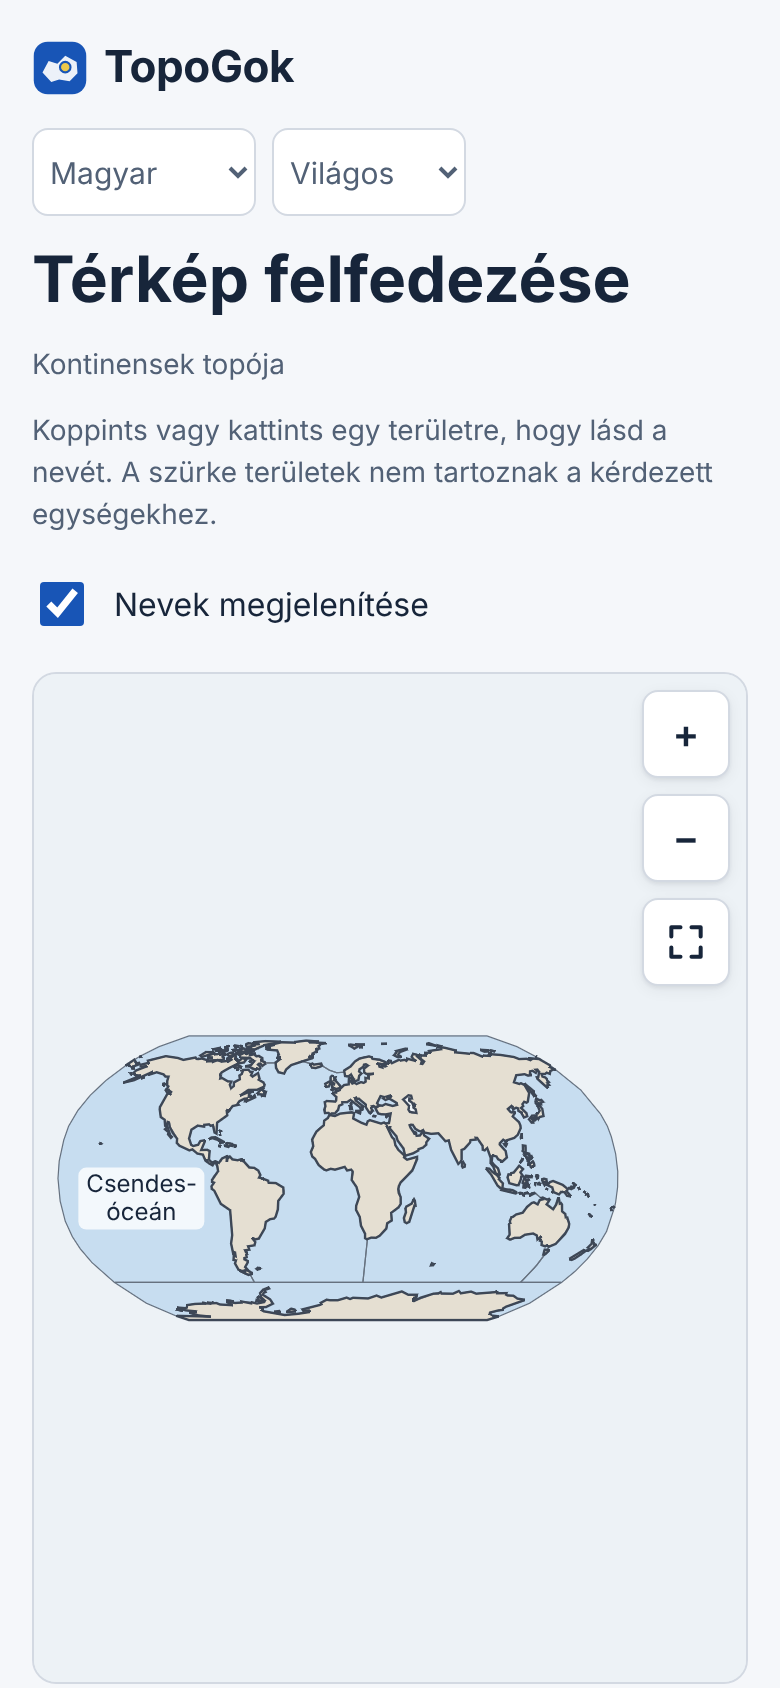 TopoGok
Magyar
Világos
Térkép felfedezése
Kontinensek topója
Koppints vagy kattints egy területre, hogy lásd a
nevét. A szürke területek nem tartoznak a kérdezett
egységekhez.
Nevek megjelenítése
+
−
Csendes-
óceán